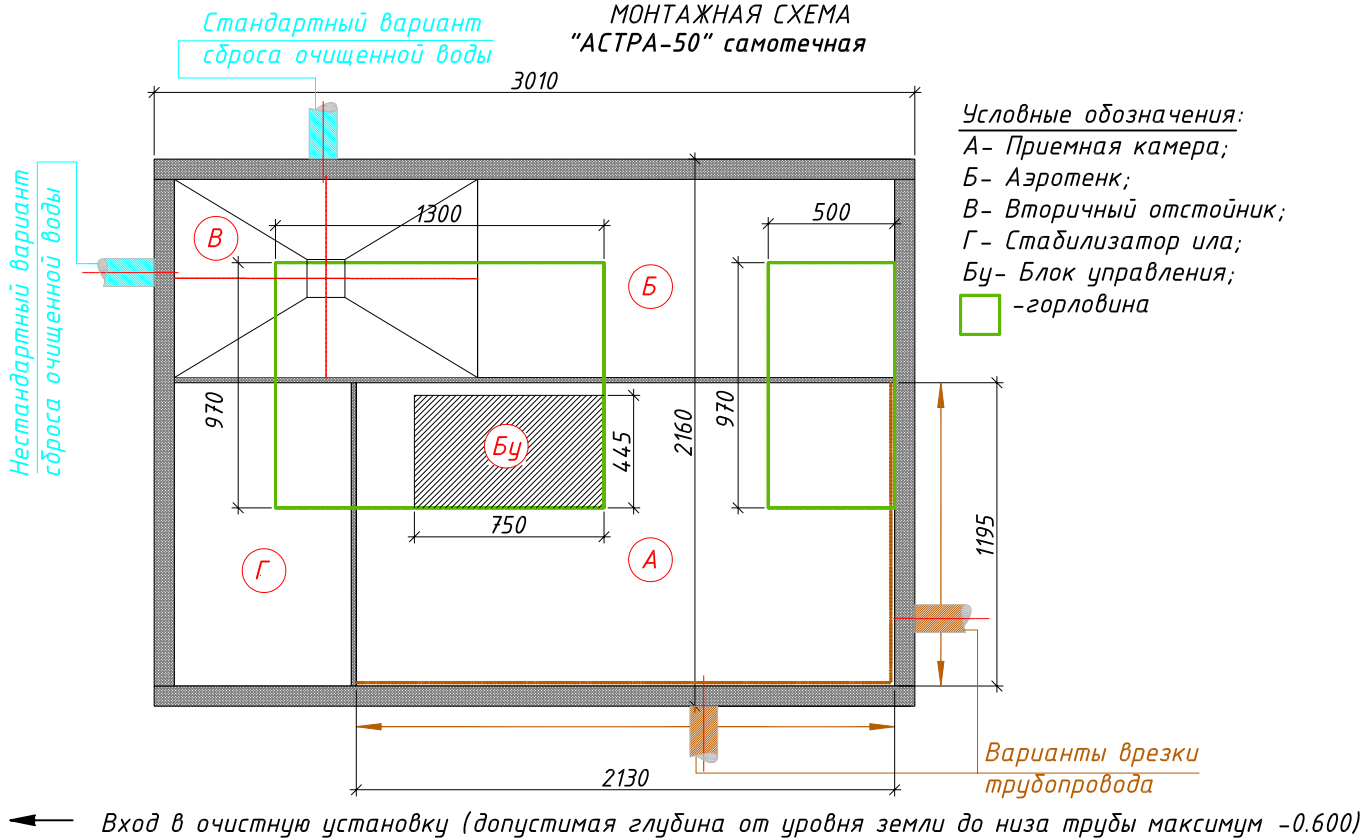 МОНТАЖНАЯ СХЕМА
"АСТРА-50" самотечная
Стандартный вариант
сброса очищенной воды
3010
Условные обозначения:
А- Приемная камера;
Б- Аэротенк;
В- Вторичный отстойник;
Г- Стабилизатор ила;
Бу- Блок управления;
-горловина
Нестандартный вариант
сброса очищенной воды
1300
500
В
Б
970
970
2160
Бу
445
750
1195
Г
А
2130
Варианты врезки
трубопровода
Вход в очистную установку (допустимая глубина от уровня земли до низа трубы максимум -0.600)